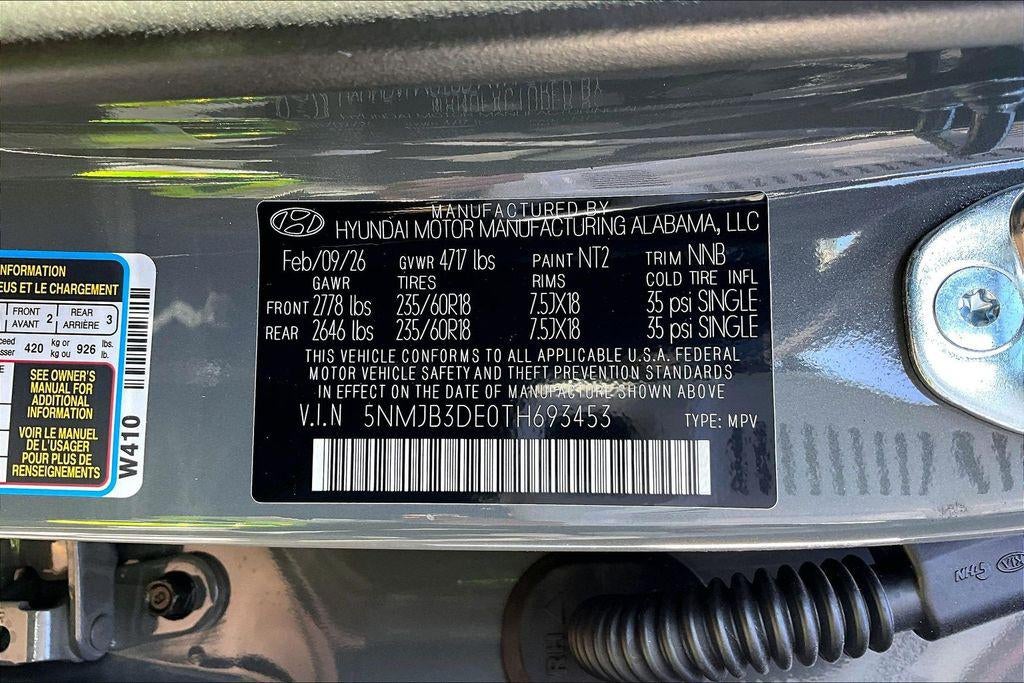 MANUFACTURED BY
HYUNDAI MOTOR MANUFACTURING ALABAMA, LLC
Feb/09/26 GVWR 4717 lbs PAINT NT2 TRIM NNB
GAWR TIRES RIMS COLD TIRE INFL
FRONT 2778 lbs 235/60R18 7.5JX18 35 psi SINGLE
REAR 2646 lbs 235/60R18 7.5JX18 35 psi SINGLE
THIS VEHICLE CONFORMS TO ALL APPLICABLE U.S.A. FEDERAL
MOTOR VEHICLE SAFETY AND THEFT PREVENTION STANDARDS
IN EFFECT ON THE DATE OF MANUFACTURE SHOWN ABOVE
V.I.N 5NMJB3DE0TH693453 TYPE: MPV
INFORMATION
EUS ET LE CHARGEMENT
FRONT AVANT 2 REAR ARRIÈRE 3
420 kg or kg ou 926 lbs. lb.
SEE OWNER'S
MANUAL FOR
ADDITIONAL
INFORMATION
VOIR LE MANUEL
DE L'USAGER
POUR PLUS DE
RENSEIGNEMENTS
W410